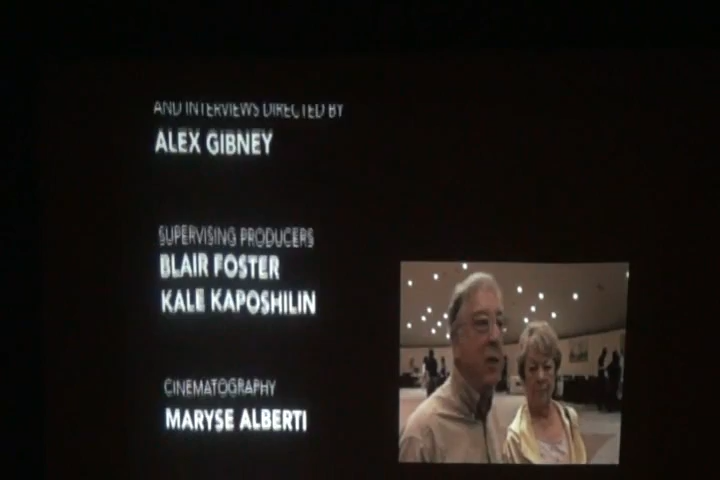 AND INTERVIEWS DIRECTED BY
ALEX GIBNEY
SUPERVISING PRODUCERS
BLAIR FOSTER
KALE KAPOSHILIN
CINEMATOGRAPHY
MARYSE ALBERTI